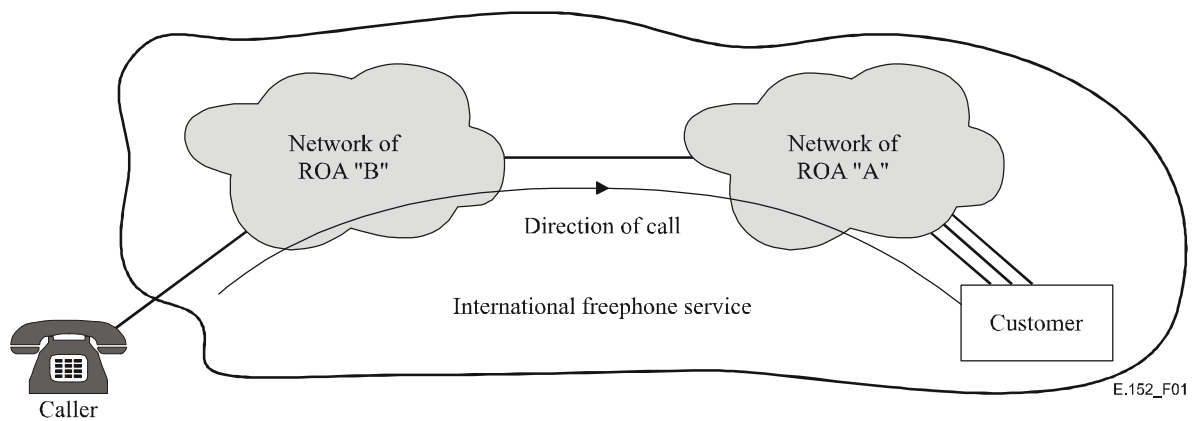 Network of
ROA "B"
Network of
ROA "A"
Direction of call
International freephone service
Customer
E.152_F01
Caller